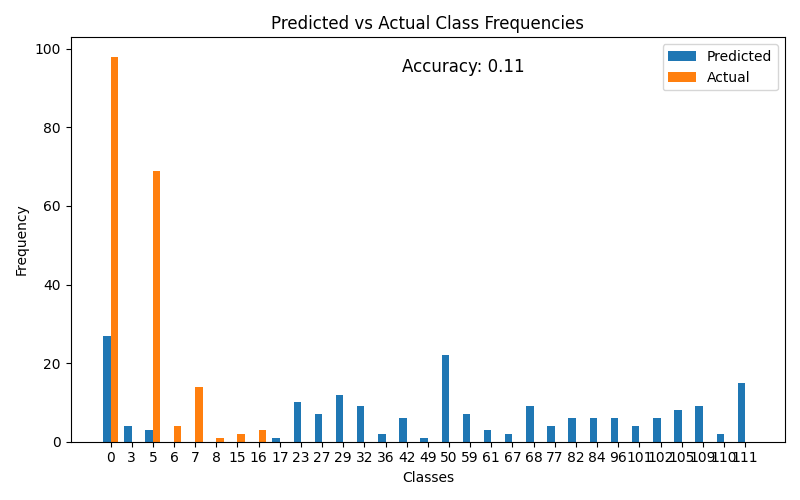 Predicted vs Actual Class Frequencies
Accuracy: 0.11
Predicted
Actual
Frequency
100
80
60
40
20
0
0 3 5 6 7 8 15 16 17 23 27 29 32 36 42 49 50 59 61 67 68 77 82 84 96 101 102 105 109 110 111
Classes